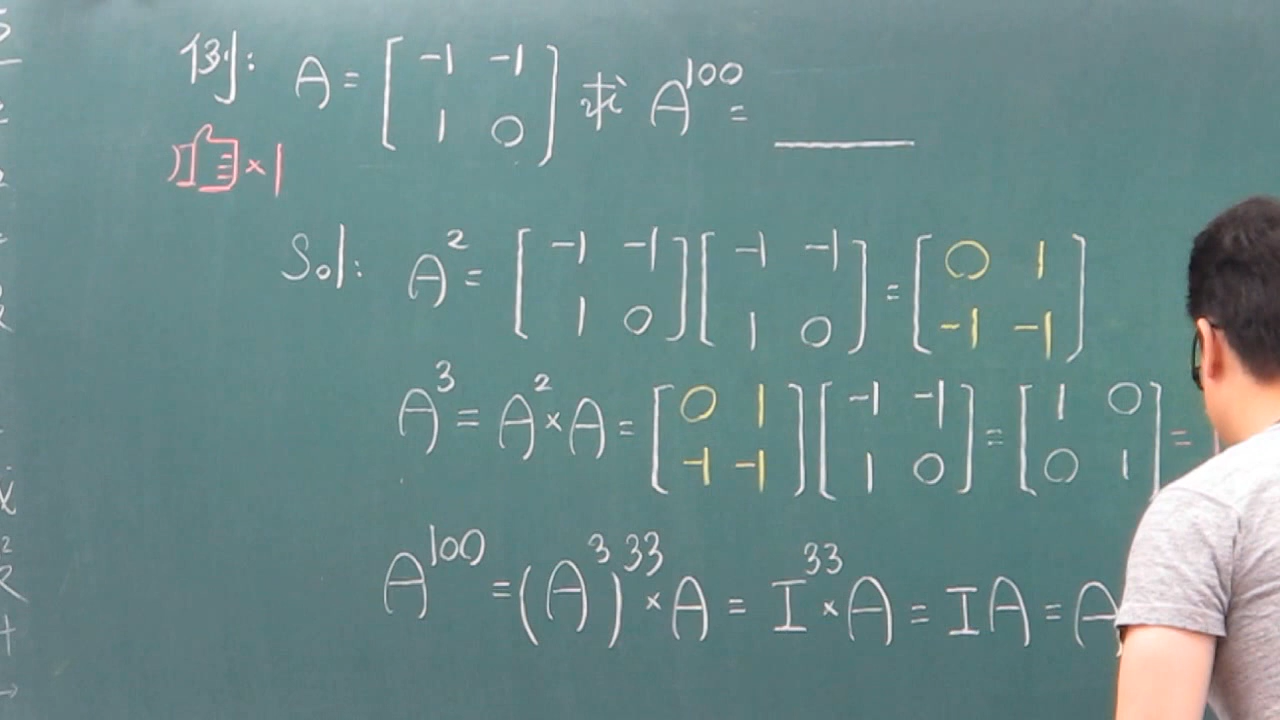 例: A = [ -1 -1 ; 1 0 ] 求 A^100 = ______
×1
Sol: A^2 = [ -1 -1 ; 1 0 ] [ -1 -1 ; 1 0 ] = [ 0 1 ; -1 -1 ]
A^3 = A^2 × A = [ 0 1 ; -1 -1 ] [ -1 -1 ; 1 0 ] = [ 1 0 ; 0 1 ] =
A^100 = (A^3)^33 × A = I^33 × A = IA = A